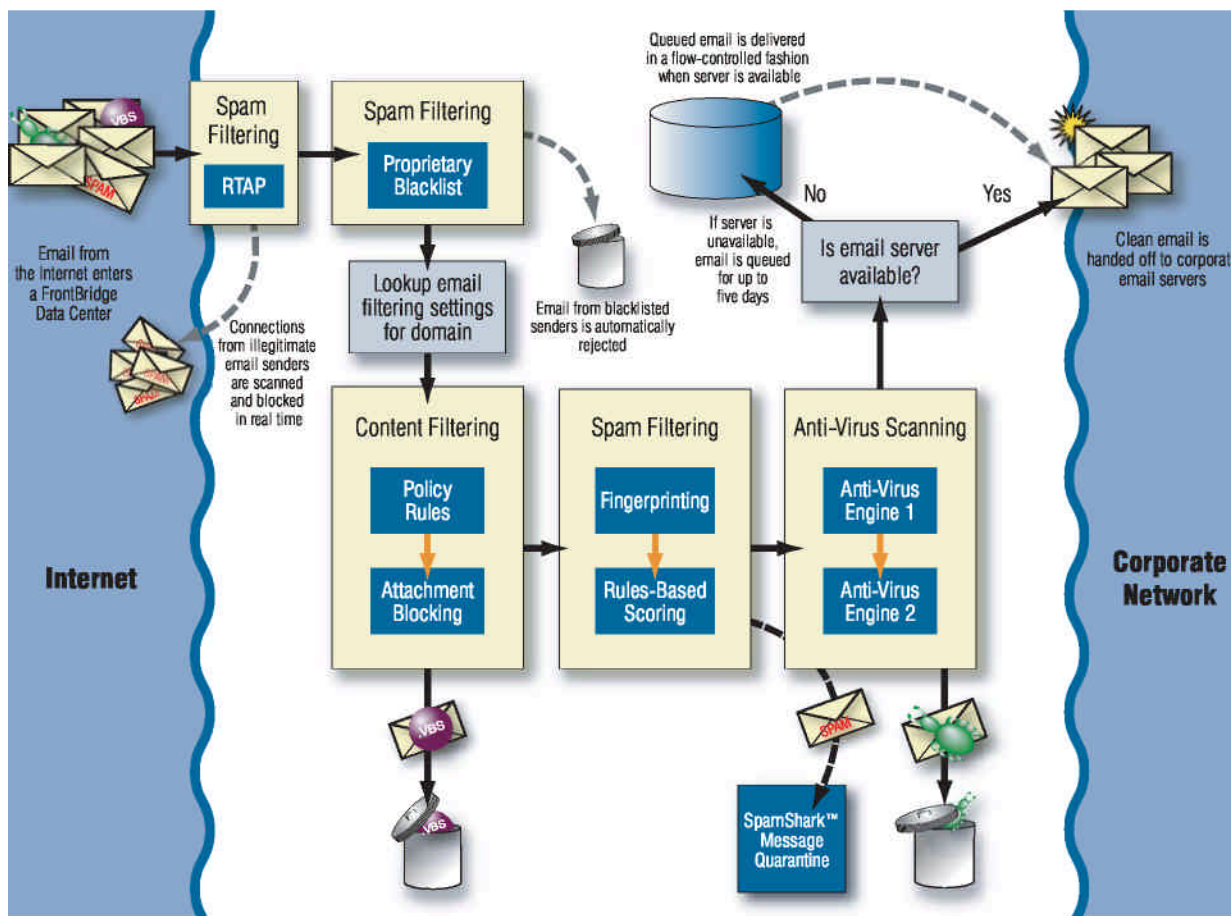 Queued email is delivered
in a flow-controlled fashion
when server is available
Spam
Filtering
RTAP
Spam Filtering
Proprietary
Blacklist
.VBS
SPAM
Email from
the Internet enters
a FrontBridge
Data Center
Connections
from illegitimate
email senders
are scanned
and blocked
in real time
SPAM
Lookup email
filtering settings
for domain
Email from blacklisted
senders is automatically
rejected
No
Yes
If server is
unavailable,
email is queued
for up to
five days
Is email server
available?
Clean email is
handed off to corporat
email servers
Content Filtering
Policy
Rules
Attachment
Blocking
Spam Filtering
Fingerprinting
Rules-Based
Scoring
Anti-Virus Scanning
Anti-Virus
Engine 1
Anti-Virus
Engine 2
Internet
Corporate
Network
.VBS
SPAM
.VBS
SpamShark™
Message
Quarantine